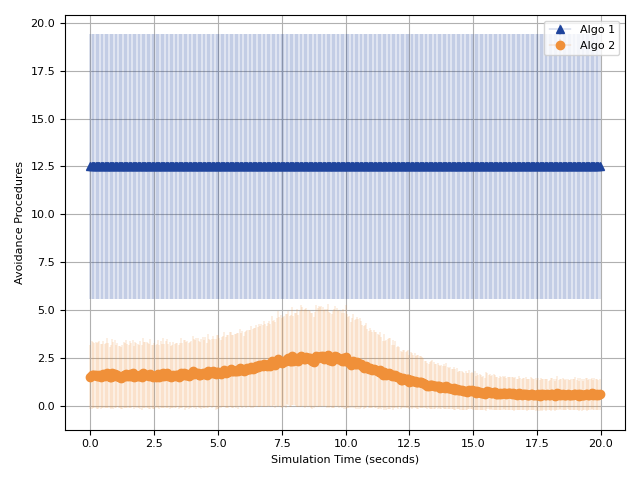 20.0
17.5
15.0
12.5
10.0
7.5
5.0
2.5
0.0
Avoidance Procedures
Algo 1
Algo 2
0.0 2.5 5.0 7.5 10.0 12.5 15.0 17.5 20.0
Simulation Time (seconds)